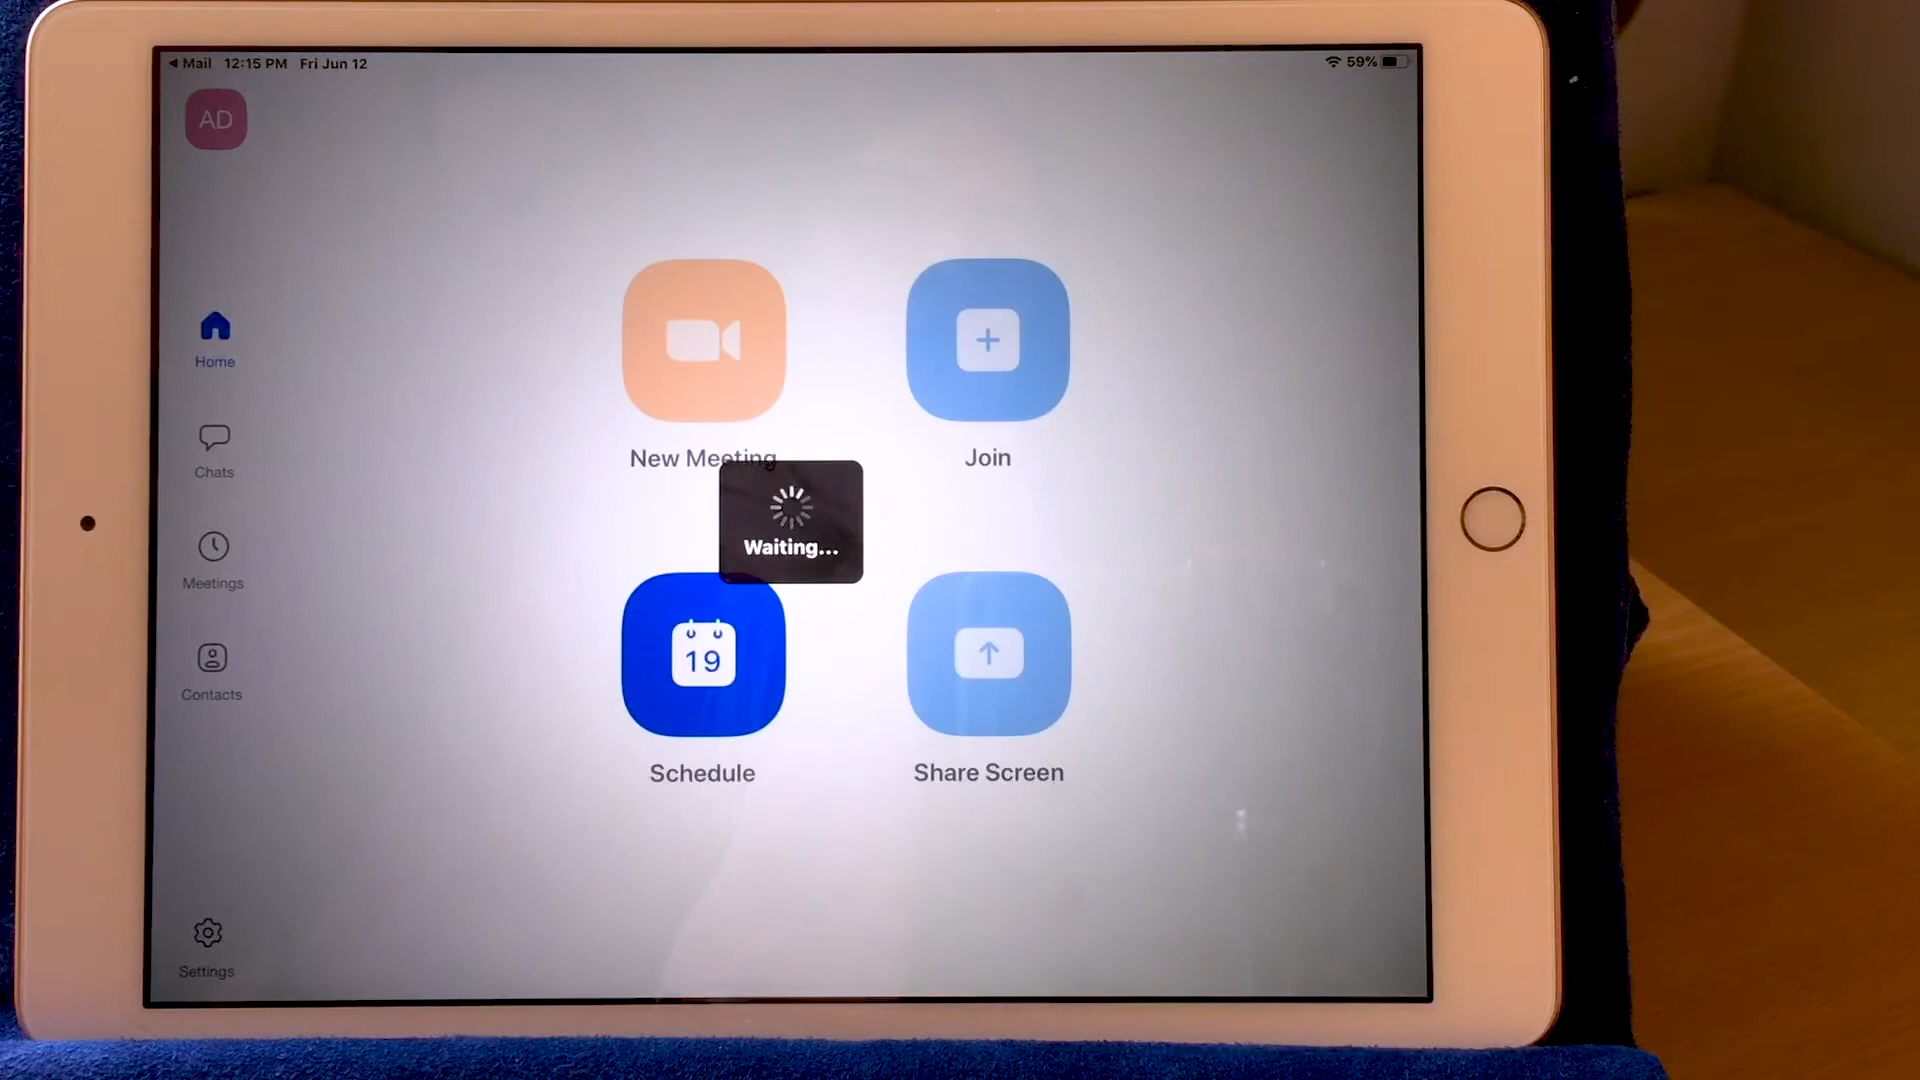 Mail 12:15 PM Fri Jun 12
59%
AD
Home
Chats
Meetings
Contacts
Settings
New Meeting
Join
Waiting...
19
Schedule
Share Screen